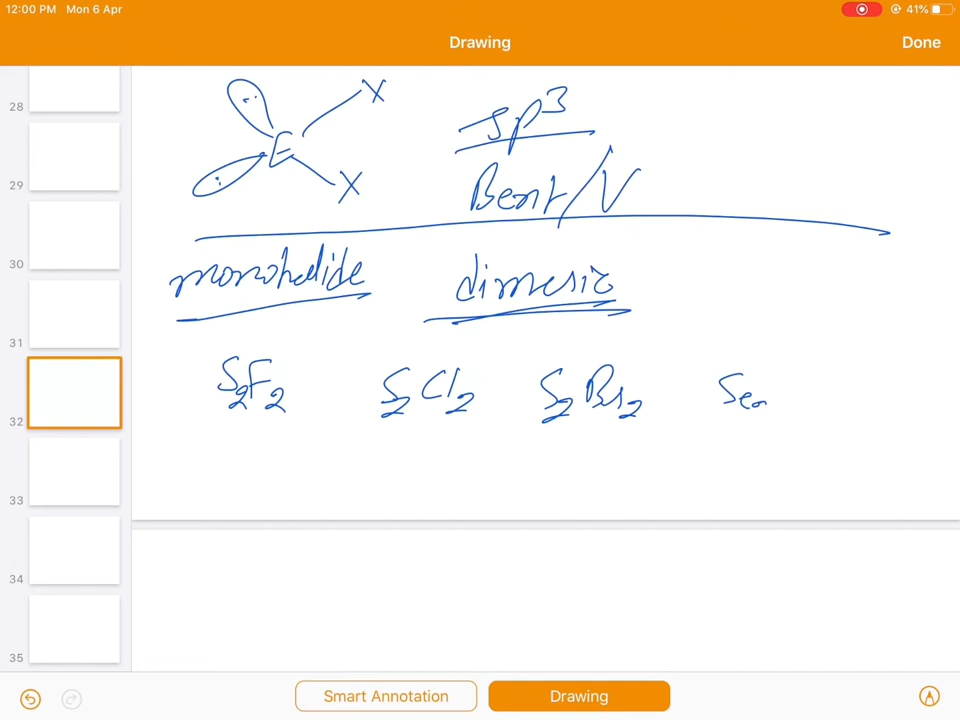 12:00 PM Mon 6 Apr
41%
Drawing
Done
28
29
30
31
32
33
34
35
X
E
X
sp³
Bent/V
monohalide dimeric
S₂F₂ S₂Cl₂ S₂Br₂ Se₂
Smart Annotation
Drawing